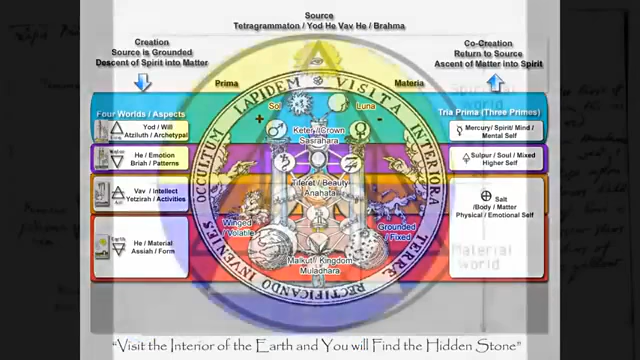 Source
Tetragrammaton / Yod He Vav He / Brahma
Creation
Source is Grounded
Descent of Spirit into Matter
Co-Creation
Return to Source
Ascent of Matter into Spirit
Prima
Materia
VISITA INTERIORA TERRÆ RECTIFICANDO INVENIES OCCULTUM LAPIDEM
Sol
Luna
+
-
Four Worlds / Aspects
Yod / Will
Atziluth / Archetypal
He / Emotion
Briah / Patterns
Vav / Intellect
Yetzirah / Activities
Earth
He / Material
Assiah / Form
Keter / Crown
Sasrahara
Tiferet / Beauty
Anahata
Winged
/ Volatile
Grounded
/ Fixed
Malkut / Kingdom
Muladhara
Tria Prima (Three Primes)
Mercury / Spirit / Mind /
Mental Self
Sulpur / Soul / Mixed
Higher Self
Salt
/Body / Matter
Physical / Emotional Self
Spiritual
world
Material
world
"Visit the Interior of the Earth and You will Find the Hidden Stone"